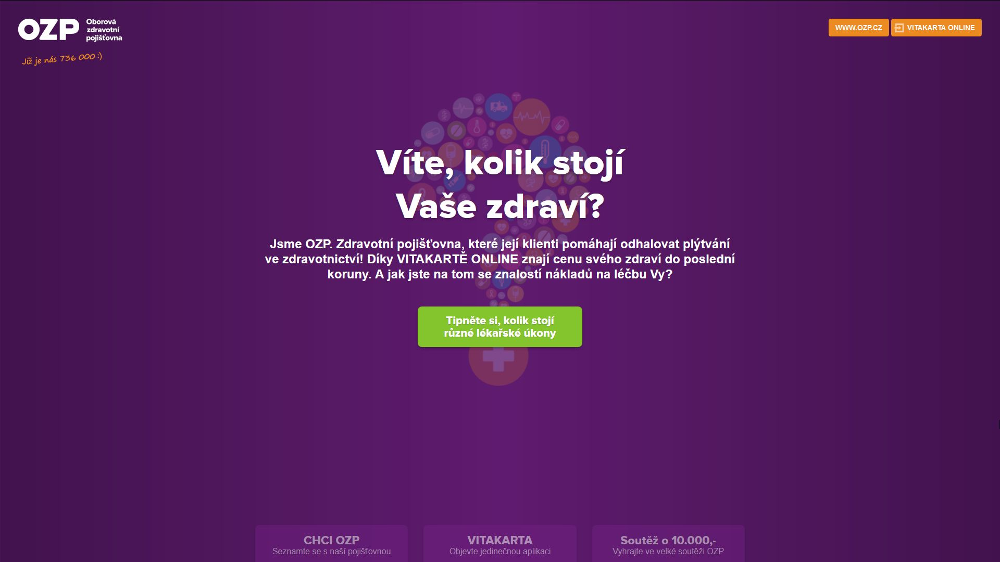 OZP
Oborová
zdravotní
pojišťovna
Již je nás 736 000 :)
WWW.OZP.CZ
VITAKARTA ONLINE
Víte, kolik stojí
Vaše zdraví?
Jsme OZP. Zdravotní pojišťovna, které její klienti pomáhají odhalovat plýtvání
ve zdravotnictví! Díky VITAKARTĚ ONLINE znají cenu svého zdraví do poslední
koruny. A jak jste na tom se znalostí nákladů na léčbu Vy?
Tipněte si, kolik stojí
různé lékařské úkony
CHCI OZP
Seznamte se s naší pojišťovnou
VITAKARTA
Objevte jedinečnou aplikaci
Soutěž o 10.000,-
Vyhrajte ve velké soutěži OZP